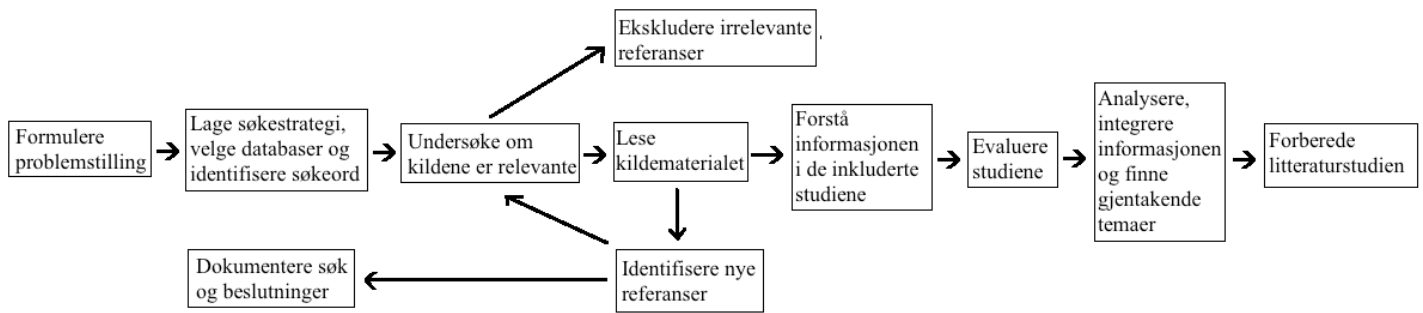 Ekskludere irrelevante
referanser
Formulere
problemstilling
Lage søkestrategi,
velge databaser og
identifisere søkeord
Undersøke om
kildene er relevante
Lese
kildematerialet
Forstå
informasjonen
i de inkluderte
studiene
Evaluere
studiene
Analysere,
integrere
informasjonen
og finne
gjentakende
temaer
Forberede
litteraturstudien
Dokumentere søk
og beslutninger
Identifisere nye
referanser